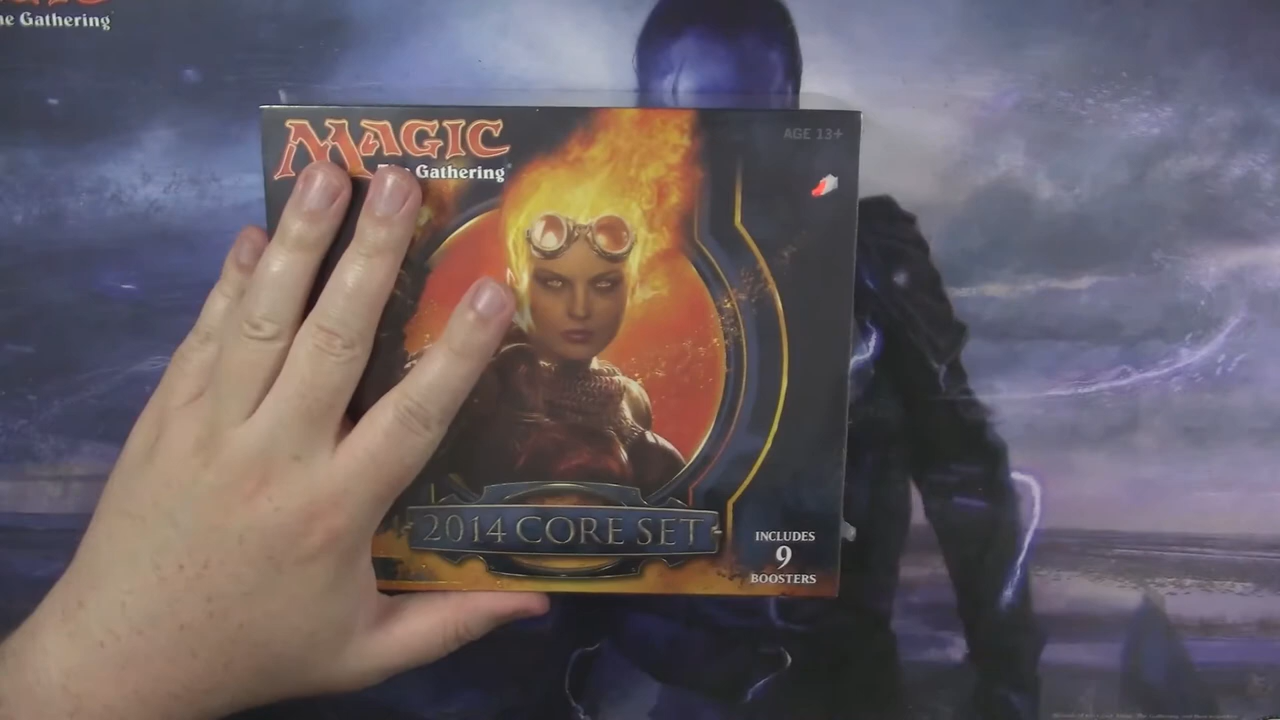 he Gathering
MAGIC
The Gathering
AGE 13+
2014 CORE SET
INCLUDES
9
BOOSTERS